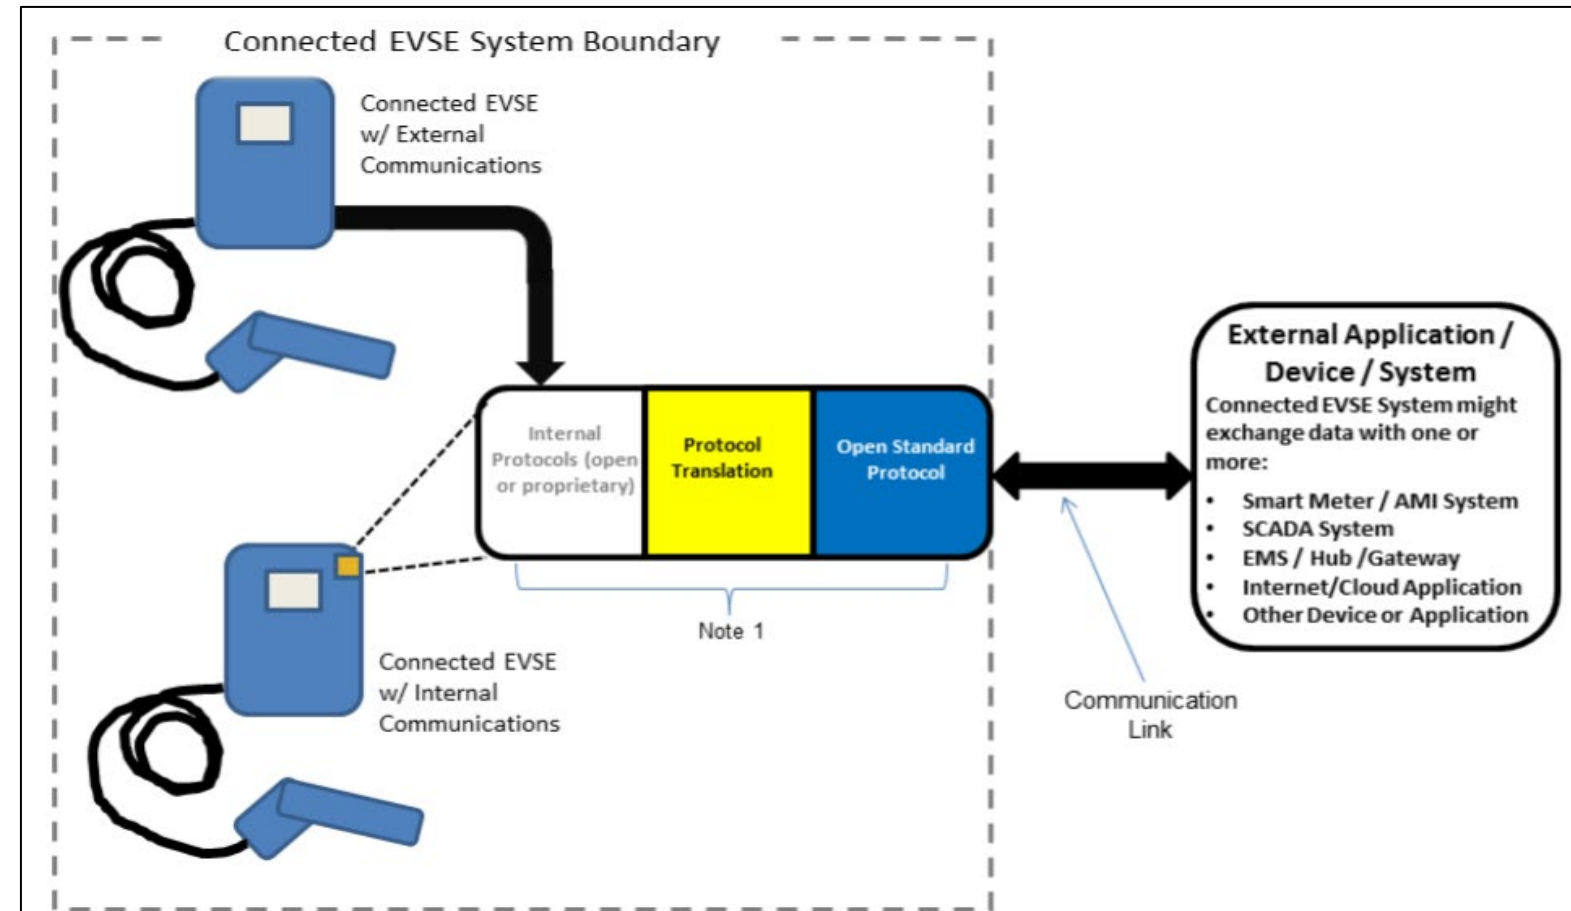 Connected EVSE System Boundary
Connected EVSE
w/ External
Communications
Internal
Protocols (open
or proprietary)
Protocol
Translation
Open Standard
Protocol
Note 1
Connected EVSE
w/ Internal
Communications
Communication
Link
External Application /
Device / System
Connected EVSE System might
exchange data with one or
more:
• Smart Meter / AMI System
• SCADA System
• EMS / Hub /Gateway
• Internet/Cloud Application
• Other Device or Application